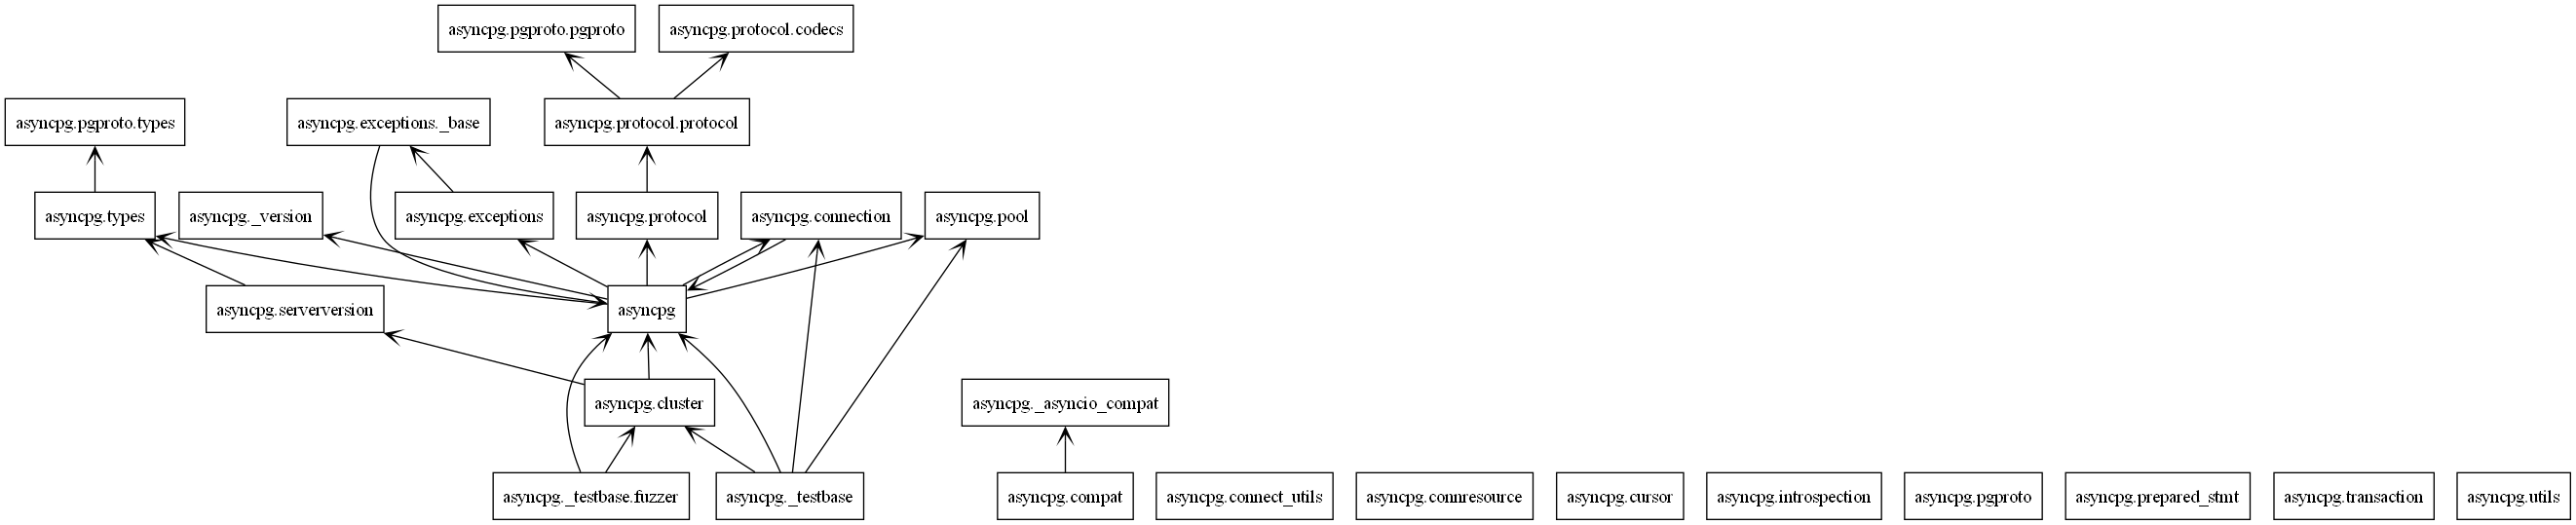 asyncpg.pgproto.pgproto
asyncpg.protocol.codecs
asyncpg.pgproto.types
asyncpg.exceptions._base
asyncpg.protocol.protocol
asyncpg.types
asyncpg._version
asyncpg.exceptions
asyncpg.protocol
asyncpg.connection
asyncpg.pool
asyncpg.serverversion
asyncpg
asyncpg.cluster
asyncpg._asyncio_compat
asyncpg._testbase.fuzzer
asyncpg._testbase
asyncpg.compat
asyncpg.connect_utils
asyncpg.connresource
asyncpg.cursor
asyncpg.introspection
asyncpg.pgproto
asyncpg.prepared_stmt
asyncpg.transaction
asyncpg.utils